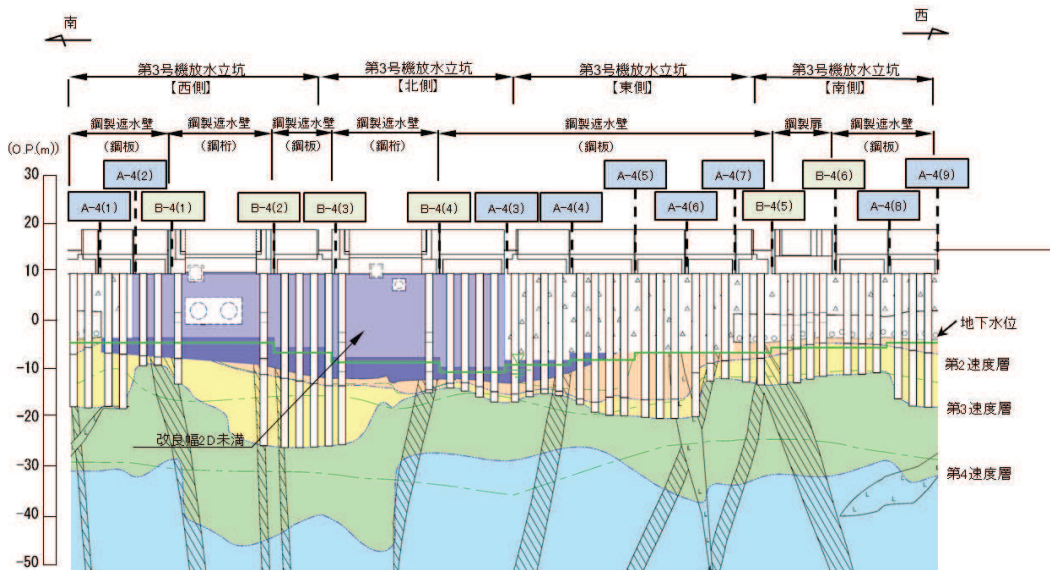 南
西
第3号機放水立坑
【西側】
第3号機放水立坑
【北側】
第3号機放水立坑
【東側】
第3号機放水立坑
【南側】
鋼製遮水壁
(鋼板)
鋼製遮水壁
(鋼桁)
鋼製遮水壁
(鋼板)
鋼製遮水壁
(鋼桁)
鋼製遮水壁
(鋼板)
鋼製扉
鋼製遮水壁
(鋼板)
(O.P.(m))
A-4(2)
A-4(5)
A-4(7)
B-4(6)
A-4(9)
A-4(1)
B-4(1)
B-4(2)
B-4(3)
B-4(4)
A-4(3)
A-4(4)
A-4(6)
B-4(5)
A-4(8)
30
20
10
0
-10
-20
-30
-40
-50
地下水位
第2速度層
第3速度層
第4速度層
改良幅2D未満
L
L
L
L
L
L
L
L